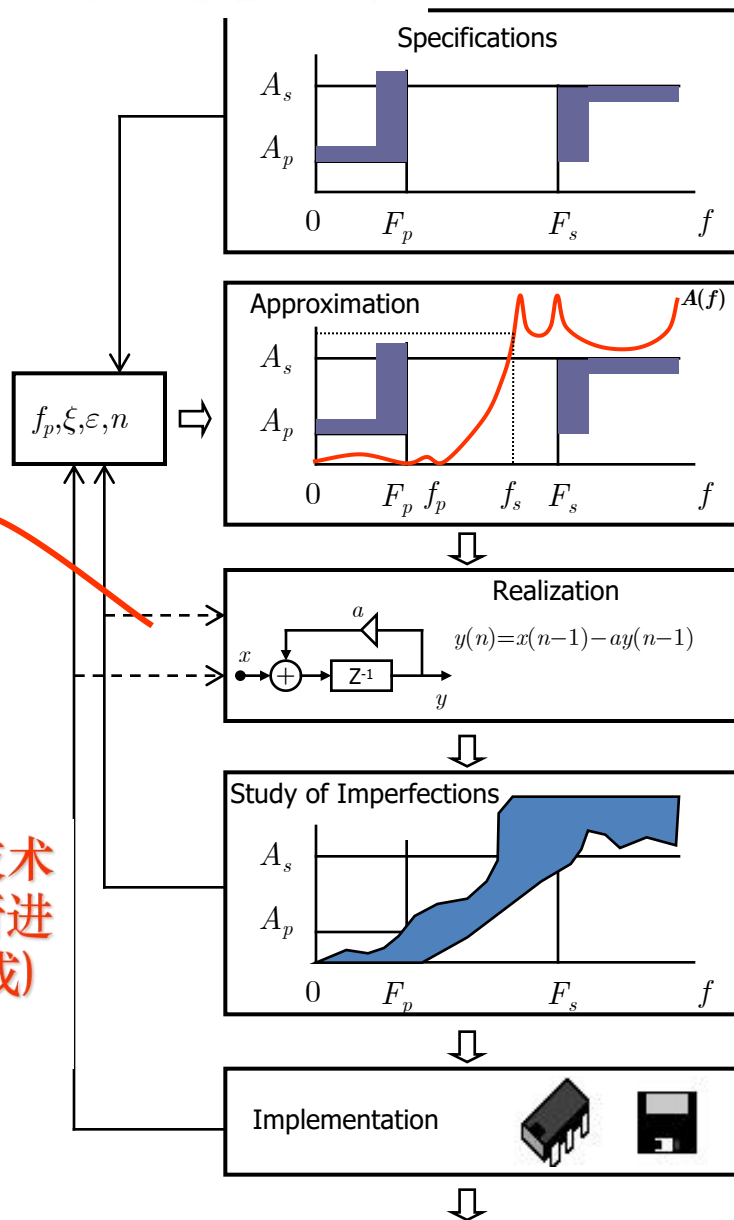 Specifications
A_s
A_p
0 F_p F_s f
Approximation
A(f)
A_s
A_p
0 F_p f_p f_s F_s f
f_p,ξ,ε,n
Realization
a
y(n)=x(n−1)−ay(n−1)
x
+
Z⁻¹
y
Study of Imperfections
A_s
A_p
0 F_p F_s f
术
进
Implementation